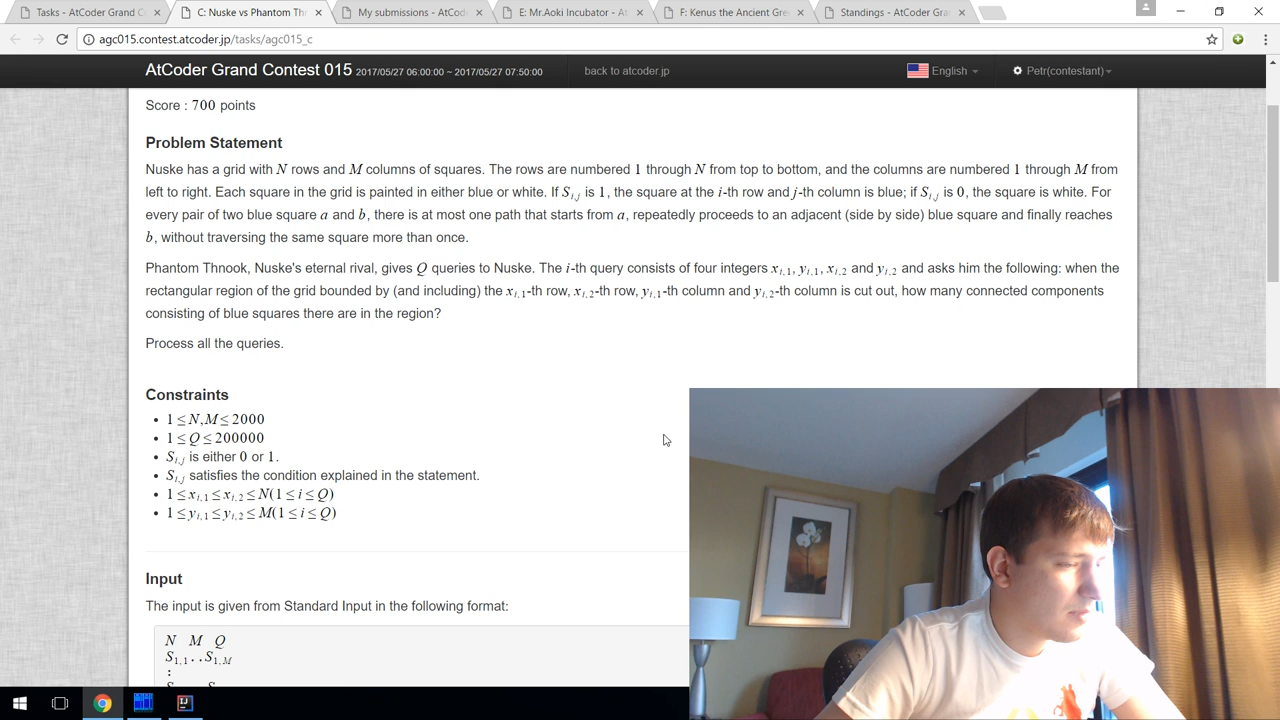 Tasks - AtCoder Grand C
C: Nuske vs Phantom Thn
My submissions - AtCod
E: Mr.Aoki Incubator - At
F: Kenus the Ancient Gre
Standings - AtCoder Gra
agc015.contest.atcoder.jp/tasks/agc015_c
AtCoder Grand Contest 015 2017/05/27 06:00:00 ~ 2017/05/27 07:50:00 back to atcoder.jp English Petr(contestant)
Score : 700 points
Problem Statement
Nuske has a grid with N rows and M columns of squares. The rows are numbered 1 through N from top to bottom, and the columns are numbered 1 through M from
left to right. Each square in the grid is painted in either blue or white. If S_{i,j} is 1, the square at the i-th row and j-th column is blue; if S_{i,j} is 0, the square is white. For
every pair of two blue square a and b, there is at most one path that starts from a, repeatedly proceeds to an adjacent (side by side) blue square and finally reaches
b, without traversing the same square more than once.
Phantom Thnook, Nuske's eternal rival, gives Q queries to Nuske. The i-th query consists of four integers x_{i,1}, y_{i,1}, x_{i,2} and y_{i,2} and asks him the following: when the
rectangular region of the grid bounded by (and including) the x_{i,1}-th row, x_{i,2}-th row, y_{i,1}-th column and y_{i,2}-th column is cut out, how many connected components
consisting of blue squares there are in the region?
Process all the queries.
Constraints
• 1 ≤ N,M ≤ 2000
• 1 ≤ Q ≤ 200000
• S_{i,j} is either 0 or 1.
• S_{i,j} satisfies the condition explained in the statement.
• 1 ≤ x_{i,1} ≤ x_{i,2} ≤ N(1 ≤ i ≤ Q)
• 1 ≤ y_{i,1} ≤ y_{i,2} ≤ M(1 ≤ i ≤ Q)
Input
The input is given from Standard Input in the following format:
N M Q
S_{1,1}..S_{1,M}
: